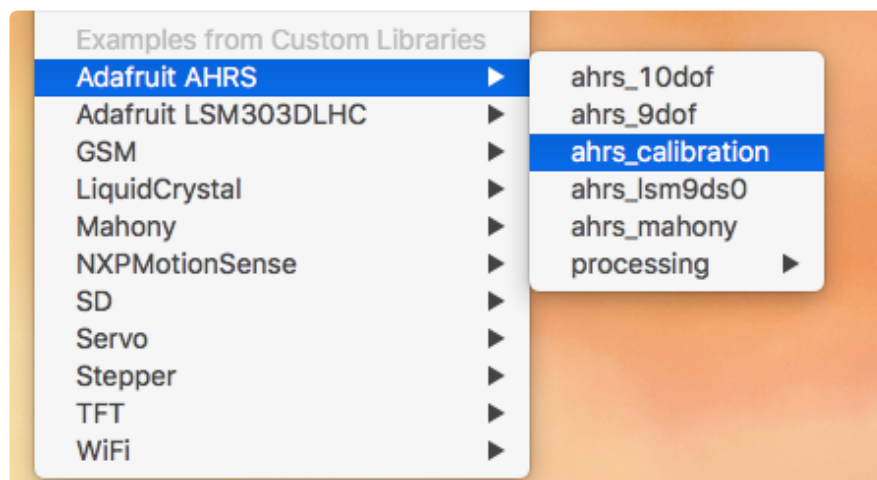 Examples from Custom Libraries
Adafruit AHRS
Adafruit LSM303DLHC
GSM
LiquidCrystal
Mahony
NXPMotionSense
SD
Servo
Stepper
TFT
WiFi
ahrs_10dof
ahrs_9dof
ahrs_calibration
ahrs_lsm9ds0
ahrs_mahony
processing